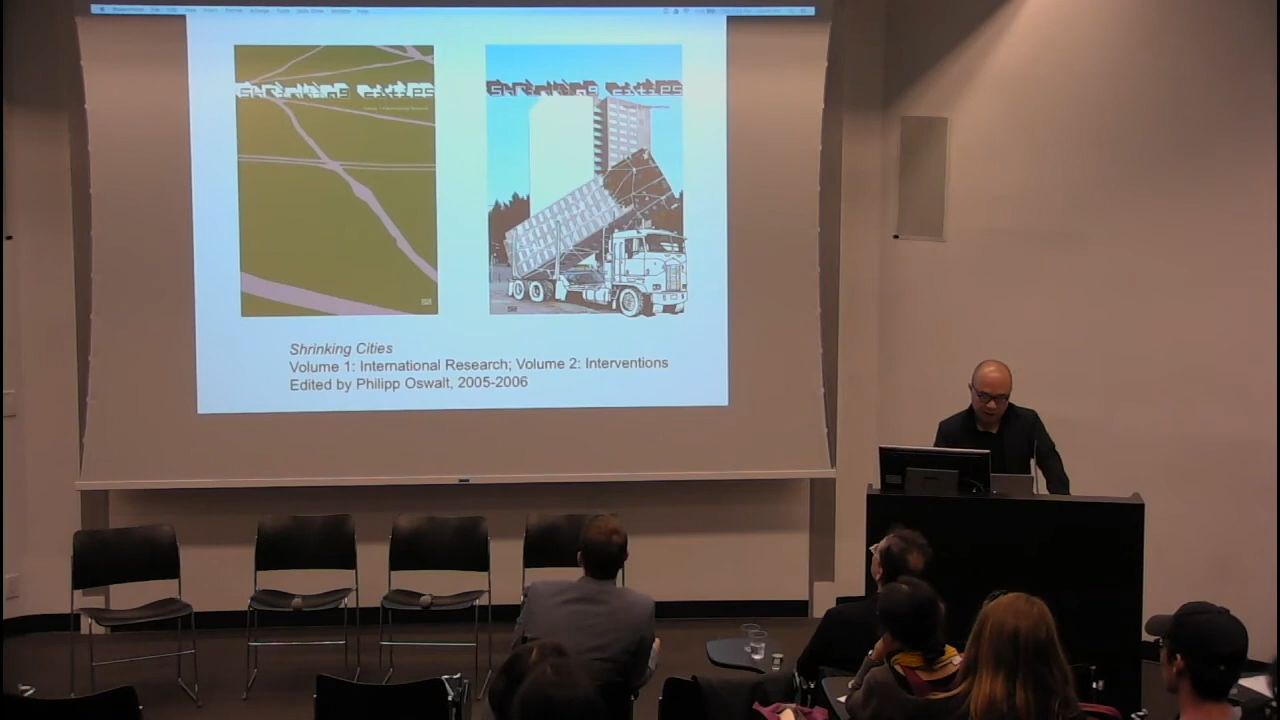 Shrinking Cities
Shrinking Cities
Shrinking Cities
Volume 1: International Research; Volume 2: Interventions
Edited by Philipp Oswalt, 2005-2006